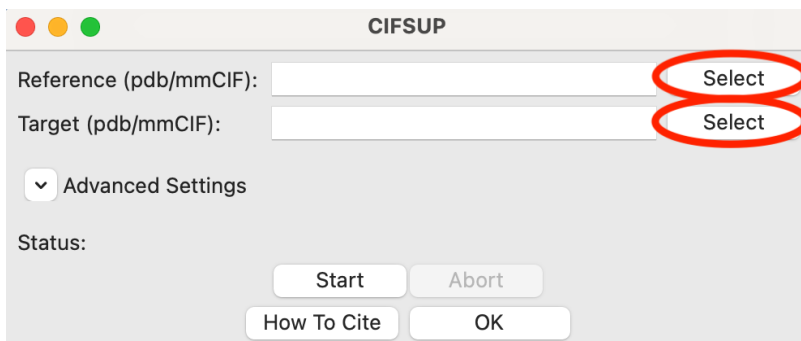 CIFSUP
Reference (pdb/mmCIF): Select
Target (pdb/mmCIF): Select
Advanced Settings
Status:
Start Abort
How To Cite OK